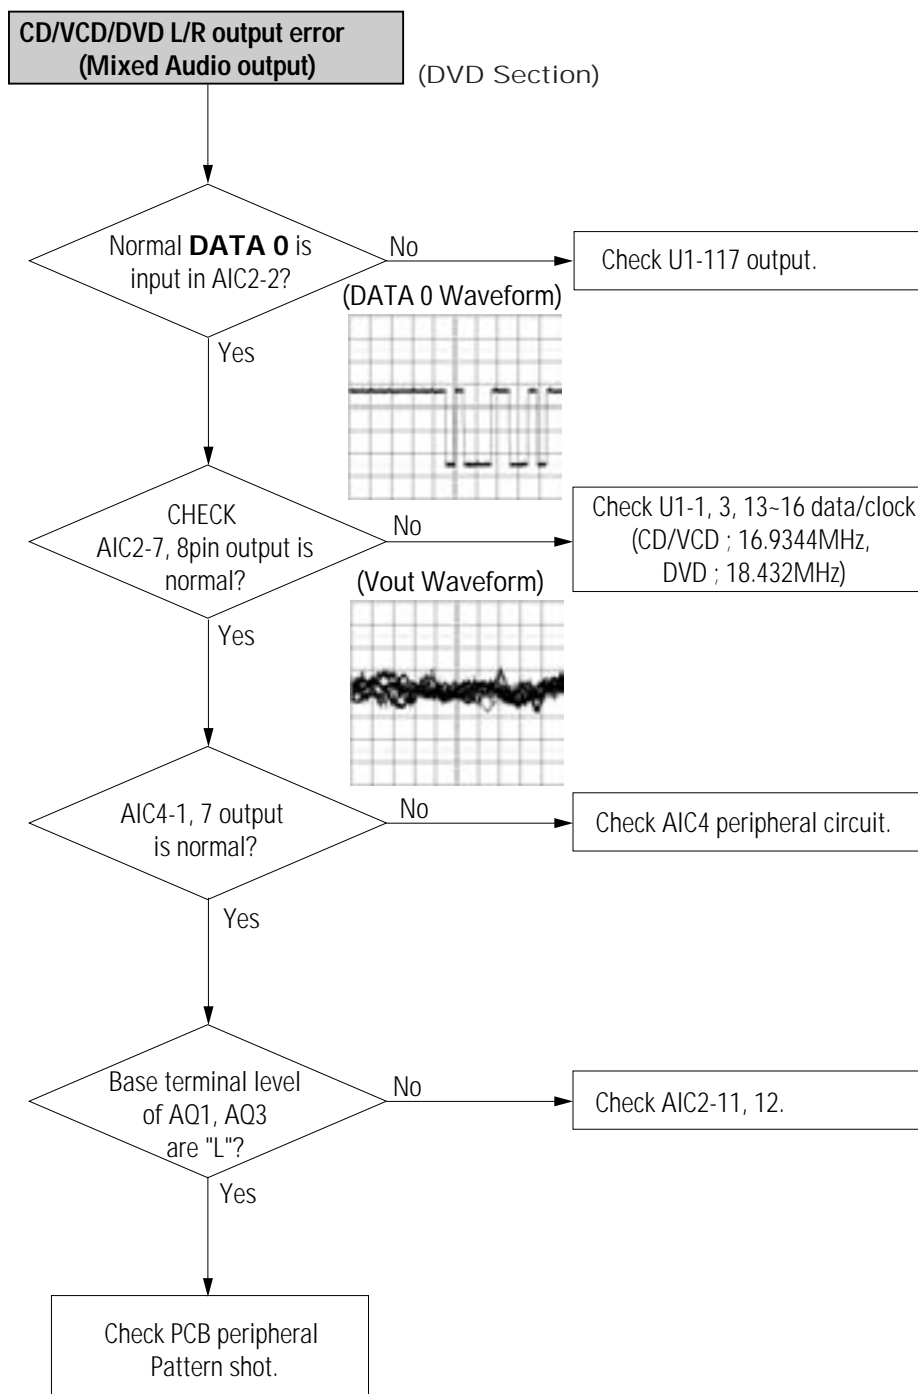 CD/VCD/DVD L/R output error
(Mixed Audio output)
(DVD Section)
Normal DATA 0 is
input in AIC2-2?
No
Check U1-117 output.
(DATA 0 Waveform)
Yes
CHECK
AIC2-7, 8pin output is
normal?
No
Check U1-1, 3, 13~16 data/clock
(CD/VCD ; 16.9344MHz,
DVD ; 18.432MHz)
(Vout Waveform)
Yes
AIC4-1, 7 output
is normal?
No
Check AIC4 peripheral circuit.
Yes
Base terminal level
of AQ1, AQ3
are "L"?
No
Check AIC2-11, 12.
Yes
Check PCB peripheral
Pattern shot.